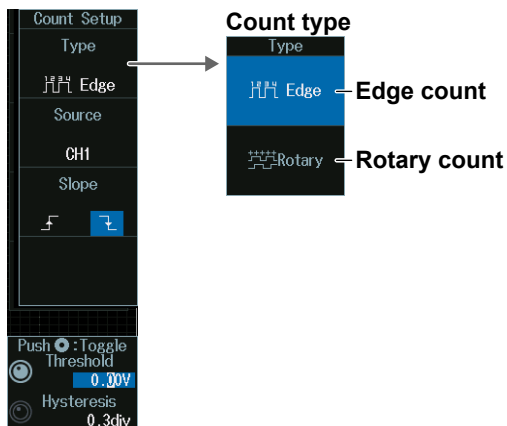 Count Setup
Type
Edge
Source
CH1
Slope
Push :Toggle
Threshold
0.00V
Hysteresis
0.3div
Count type
Type
Edge
Edge count
Rotary
Rotary count